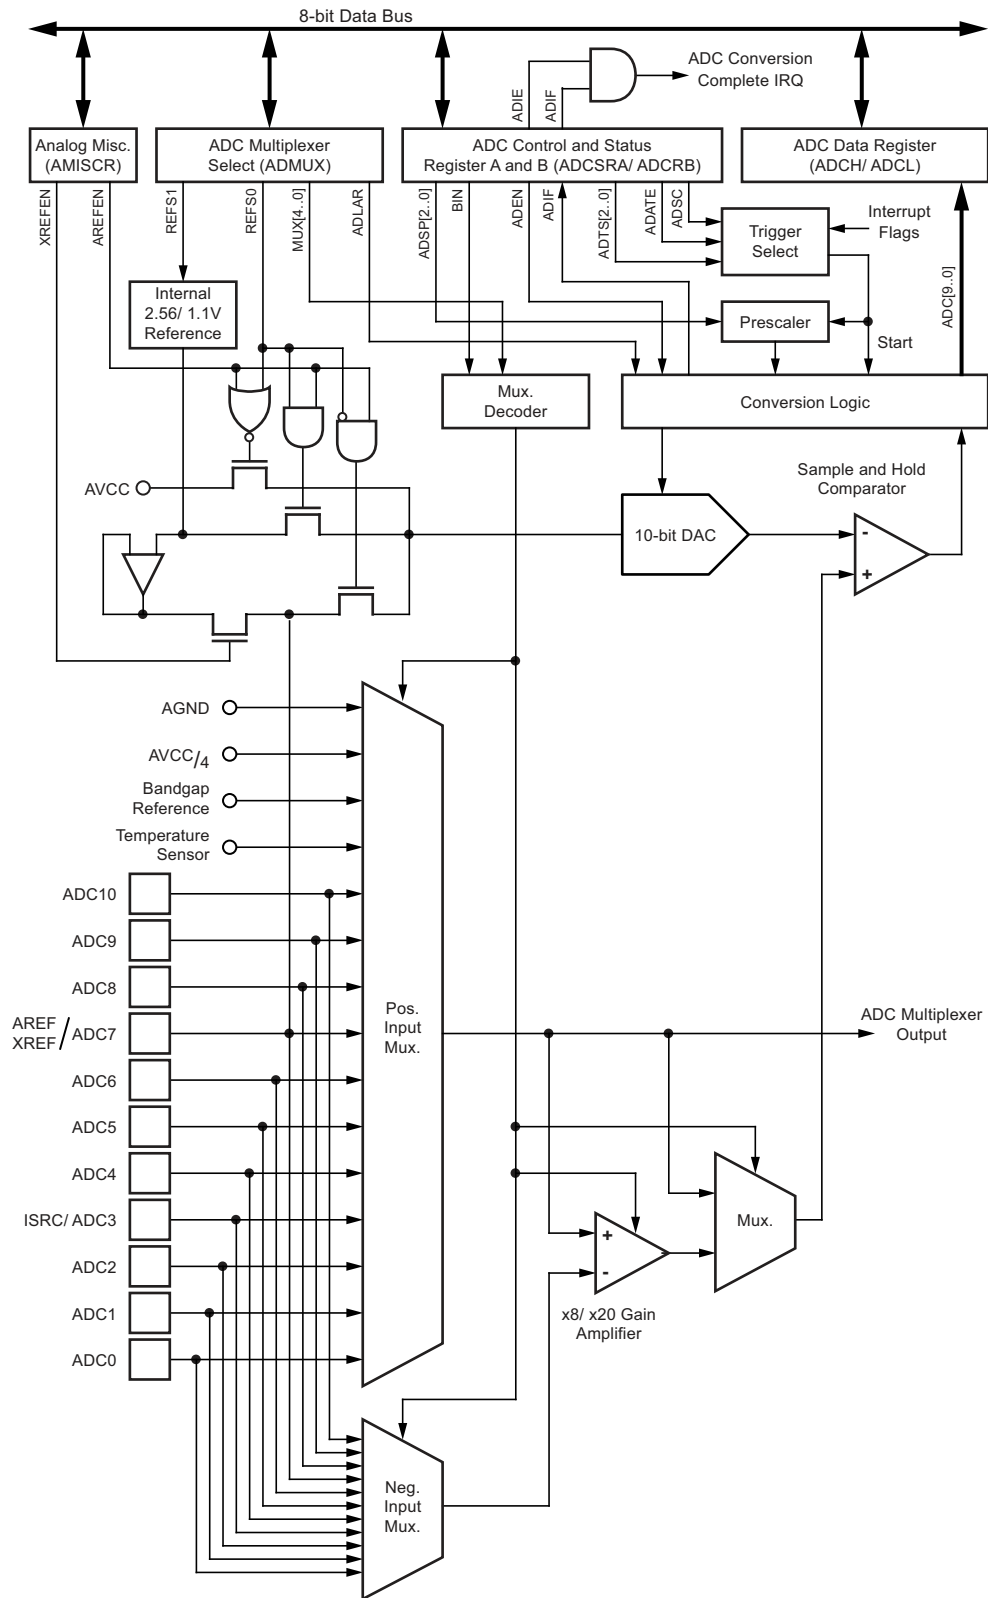 8-bit Data Bus
ADC Conversion
Complete IRQ
ADIE
ADIF
Analog Misc.
(AMISCR)
ADC Multiplexer
Select (ADMUX)
ADC Control and Status
Register A and B (ADCSRA/ ADCRB)
ADC Data Register
(ADCH/ ADCL)
XREFEN
AREFEN
REFS1
REFS0
MUX[4..0]
ADLAR
ADSP[2..0]
BIN
ADEN
ADIF
ADTS[2..0]
ADATE
ADSC
Trigger
Select
Interrupt
Flags
ADC[9..0]
Internal
2.56/ 1.1V
Reference
Prescaler
Start
Mux.
Decoder
Conversion Logic
AVCC
Sample and Hold
Comparator
10-bit DAC
-
+
AGND
AVCC/4
Bandgap
Reference
Temperature
Sensor
ADC10
ADC9
ADC8
AREF
XREF / ADC7
ADC6
ADC5
ADC4
ISRC/ ADC3
ADC2
ADC1
ADC0
Pos.
Input
Mux.
ADC Multiplexer
Output
Mux.
+
-
x8/ x20 Gain
Amplifier
Neg.
Input
Mux.